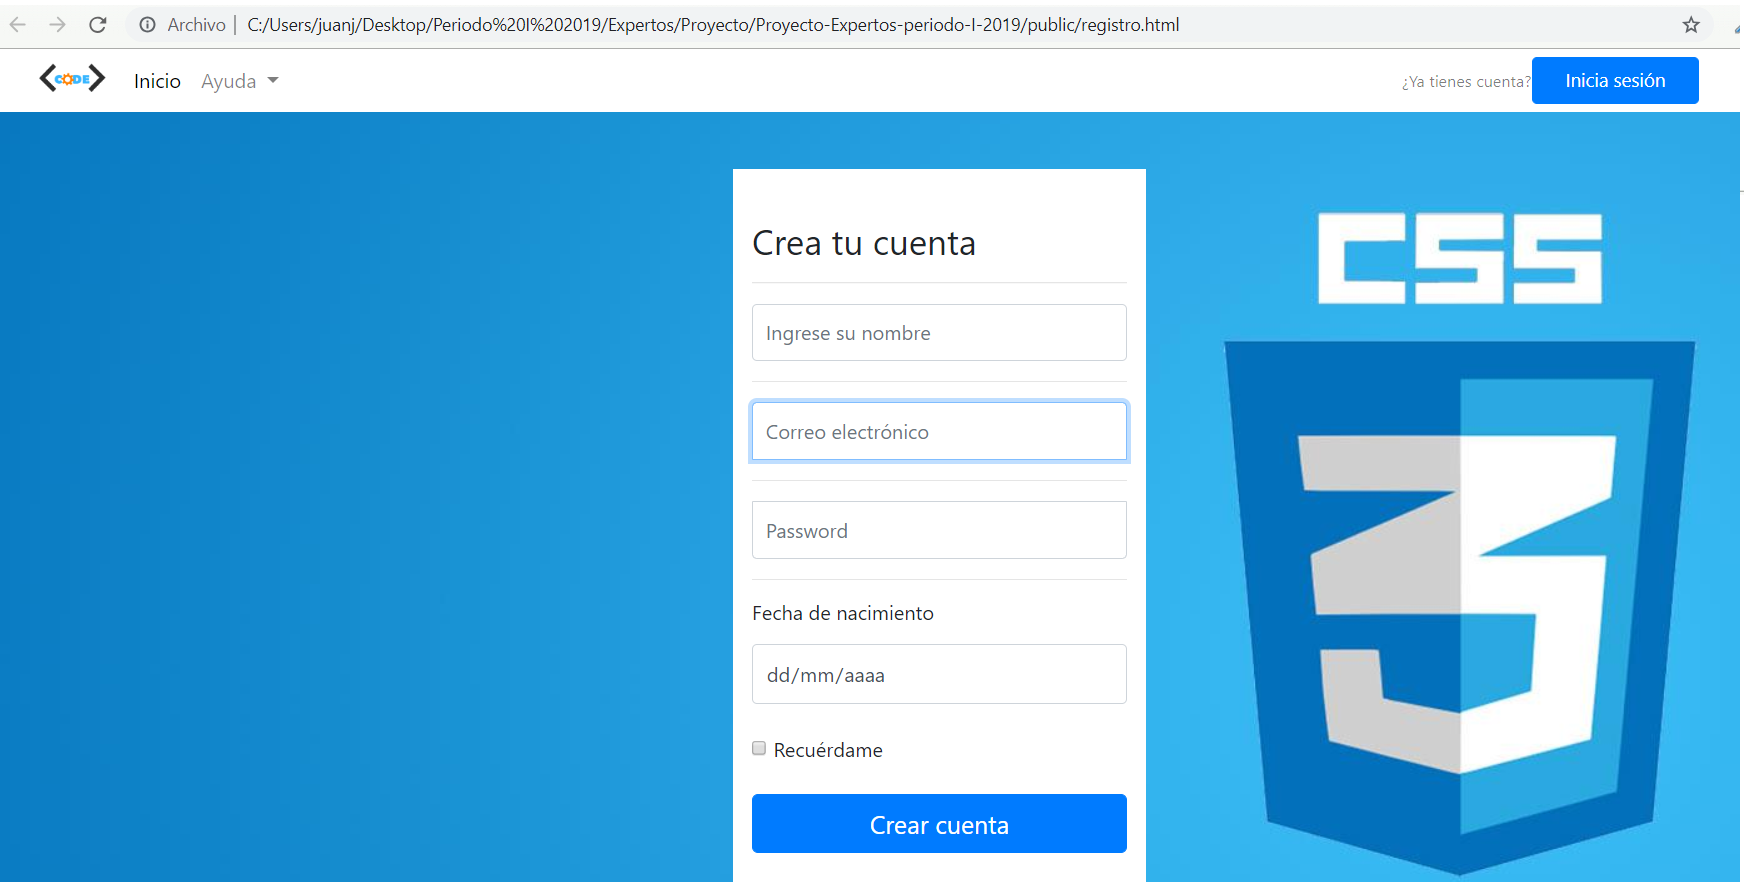 Archivo | C:/Users/juanj/Desktop/Periodo%20I%202019/Expertos/Proyecto/Proyecto-Expertos-periodo-I-2019/public/registro.html
<CODE> Inicio Ayuda ¿Ya tienes cuenta? Inicia sesión
CSS
3
Crea tu cuenta
Ingrese su nombre
Correo electrónico
Password
Fecha de nacimiento
dd/mm/aaaa
Recuérdame
Crear cuenta